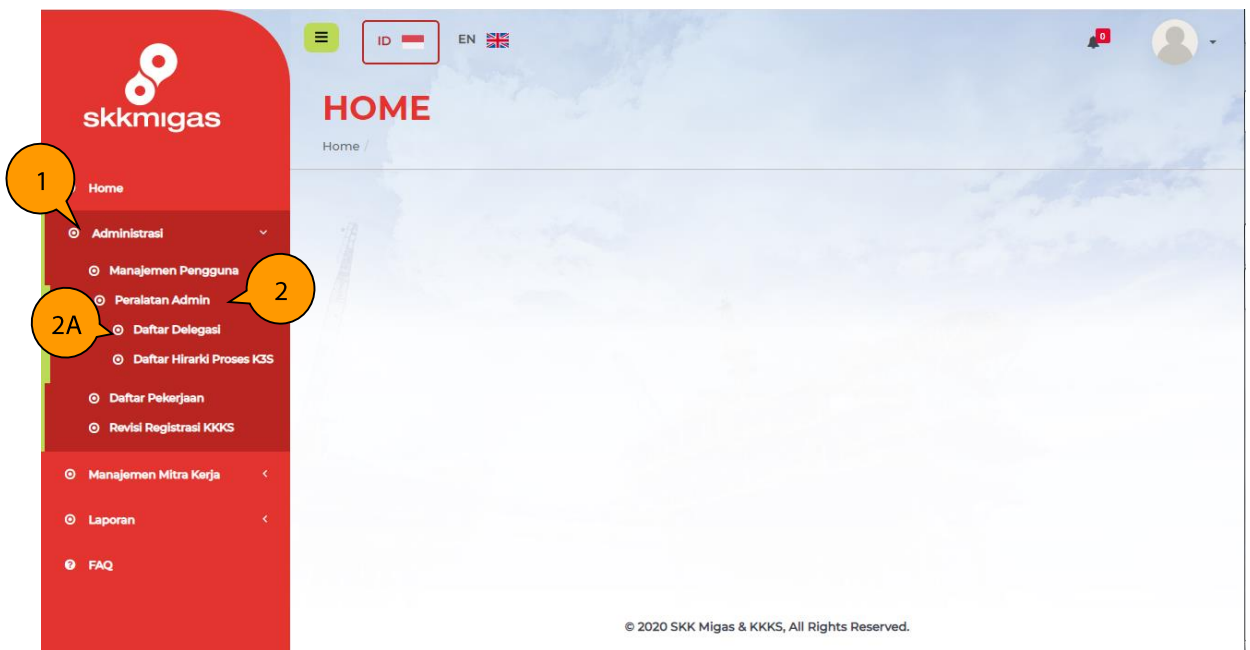 skkmigas
ID
EN
0
HOME
Home /
1
Home
Administrasi
Manajemen Pengguna
2
Peralatan Admin
2A
Daftar Delegasi
Daftar Hirarki Proses K3S
Daftar Pekerjaan
Revisi Registrasi KKKS
Manajemen Mitra Kerja
Laporan
FAQ
© 2020 SKK Migas & KKKS, All Rights Reserved.